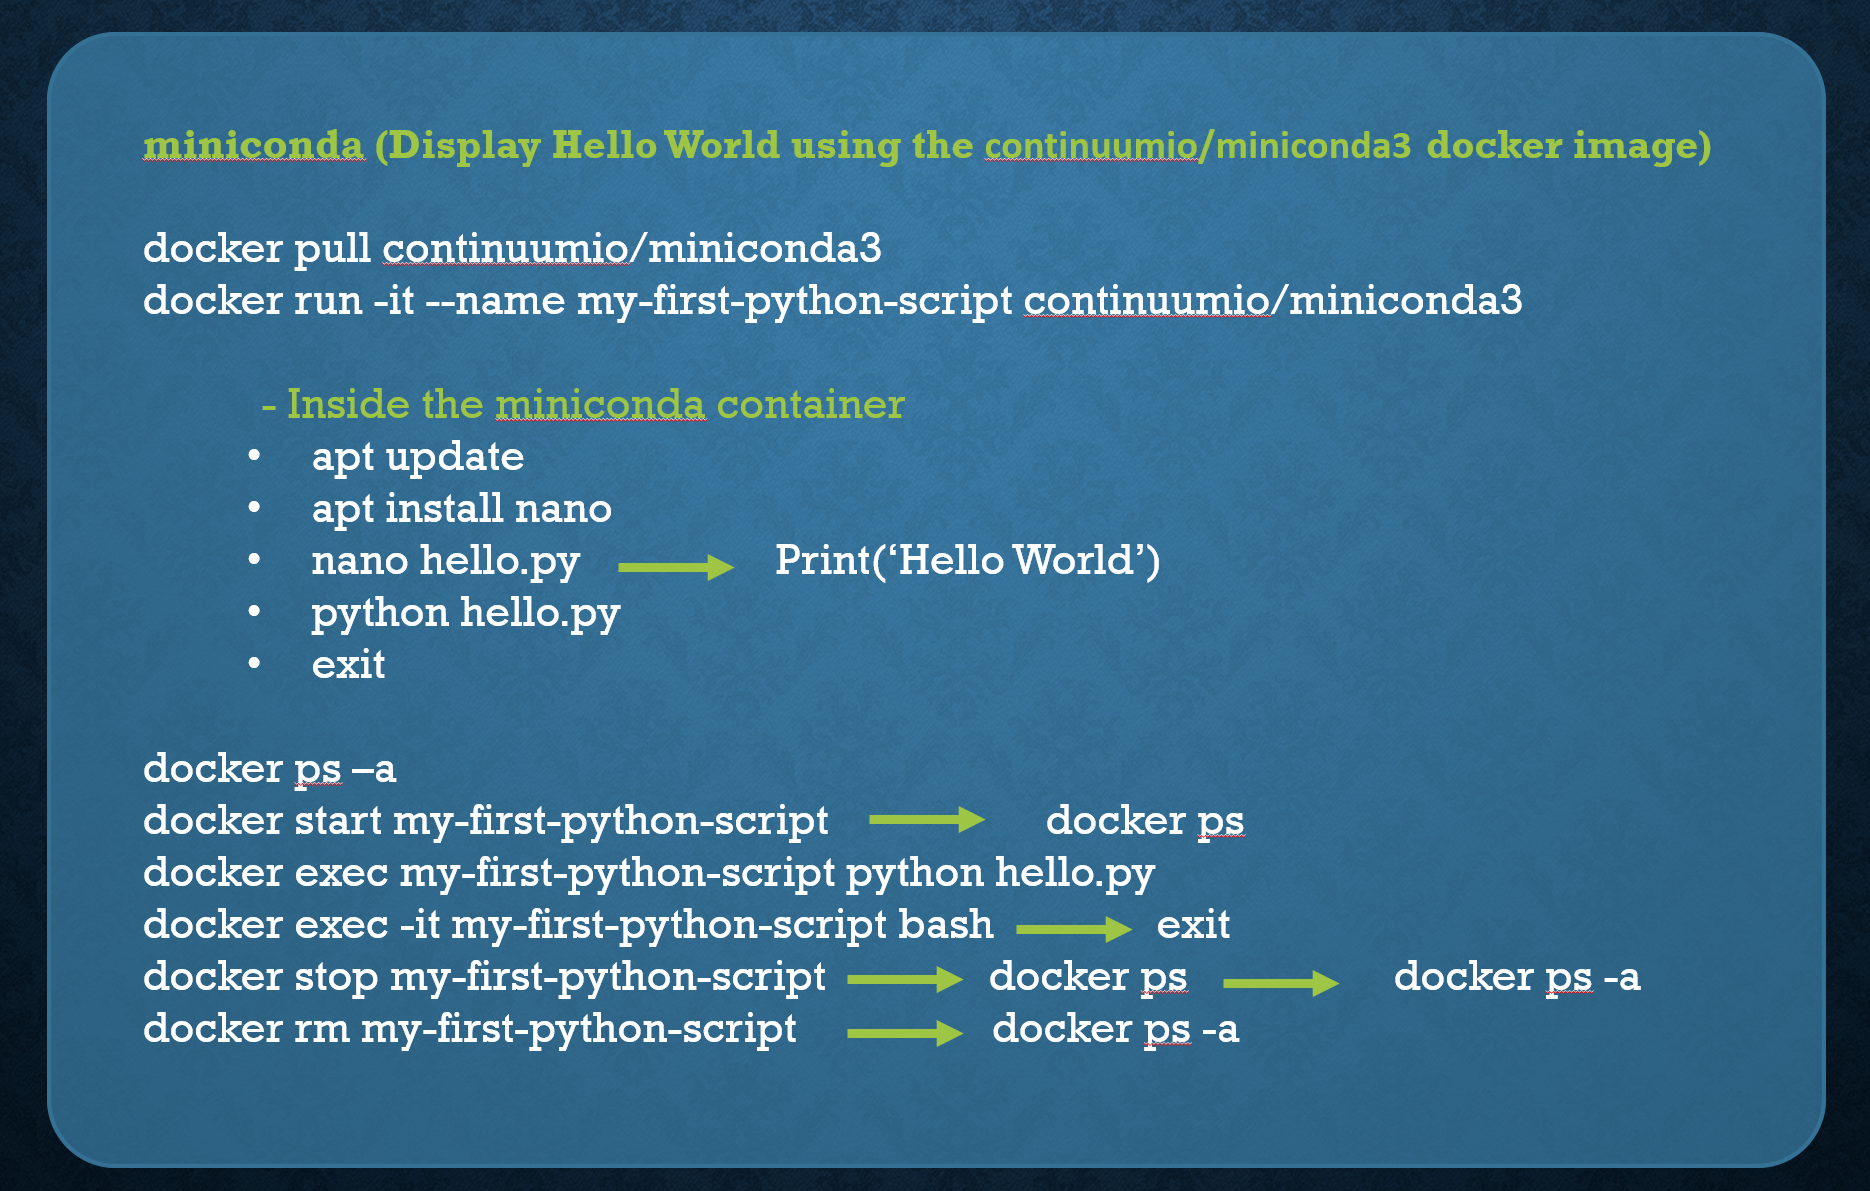 miniconda (Display Hello World using the continuumio/miniconda3 docker image)
docker pull continuumio/miniconda3
docker run -it --name my-first-python-script continuumio/miniconda3
- Inside the miniconda container
• apt update
• apt install nano
• nano hello.py Print(‘Hello World’)
• python hello.py
• exit
docker ps –a
docker start my-first-python-script docker ps
docker exec my-first-python-script python hello.py
docker exec -it my-first-python-script bash exit
docker stop my-first-python-script docker ps docker ps -a
docker rm my-first-python-script docker ps -a